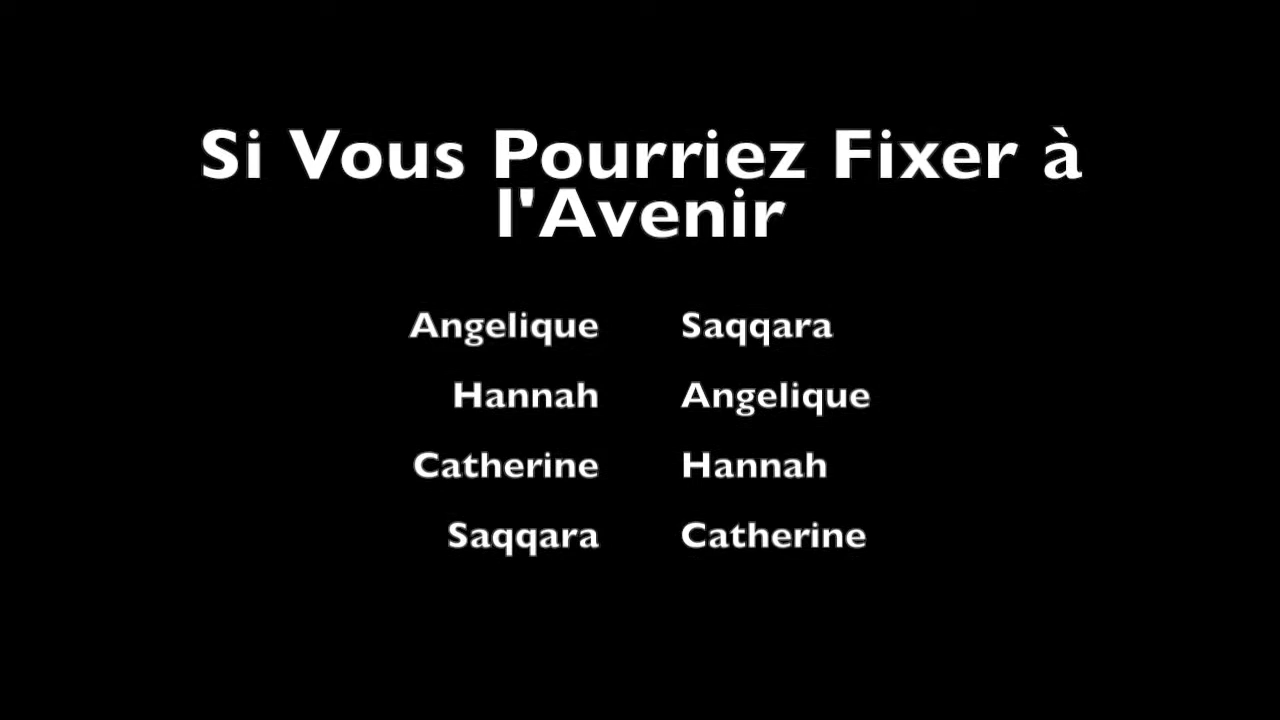 Si Vous Pourriez Fixer à
l'Avenir
Angelique Saqqara
Hannah Angelique
Catherine Hannah
Saqqara Catherine